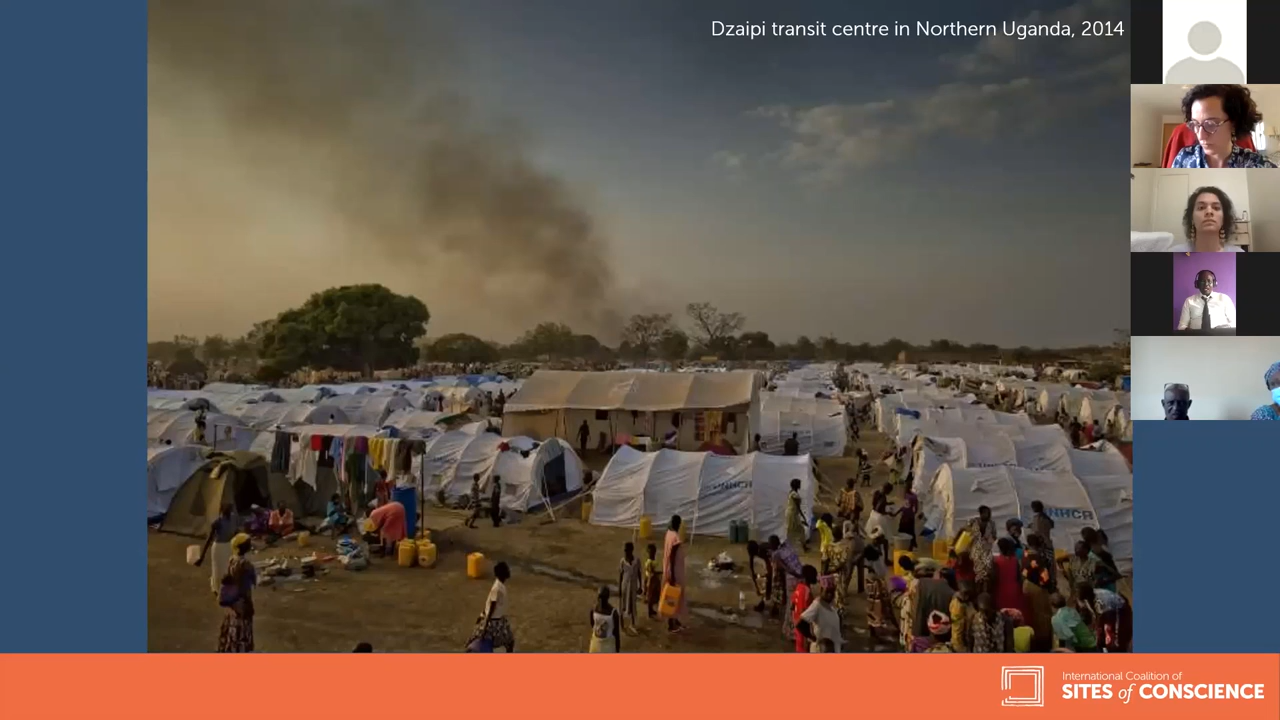 Dzaipi transit centre in Northern Uganda, 2014
UNHCR
UNHCR
International Coalition of
SITES of CONSCIENCE